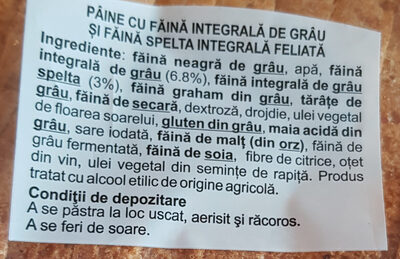 PÂINE CU FĂINĂ INTEGRALĂ DE GRÂU
ȘI FĂINĂ SPELTA INTEGRALĂ FELIATĂ
Ingrediente: făină neagră de grâu, apă, făină
integrală de grâu (6.8%), făină integrală de grâu
spelta (3%), făină graham din grâu, tărâțe de
grâu, făină de secară, dextroză, drojdie, ulei vegetal
de floarea soarelui, gluten din grâu, maia acidă din
grâu, sare iodată, făină de malț (din orz), făină de
grâu fermentată, făină de soia, fibre de citrice, oțet
din vin, ulei vegetal din semințe de rapiță. Produs
tratat cu alcool etilic de origine agricolă.
Condiții de depozitare
A se păstra la loc uscat, aerisit și răcoros.
A se feri de soare.